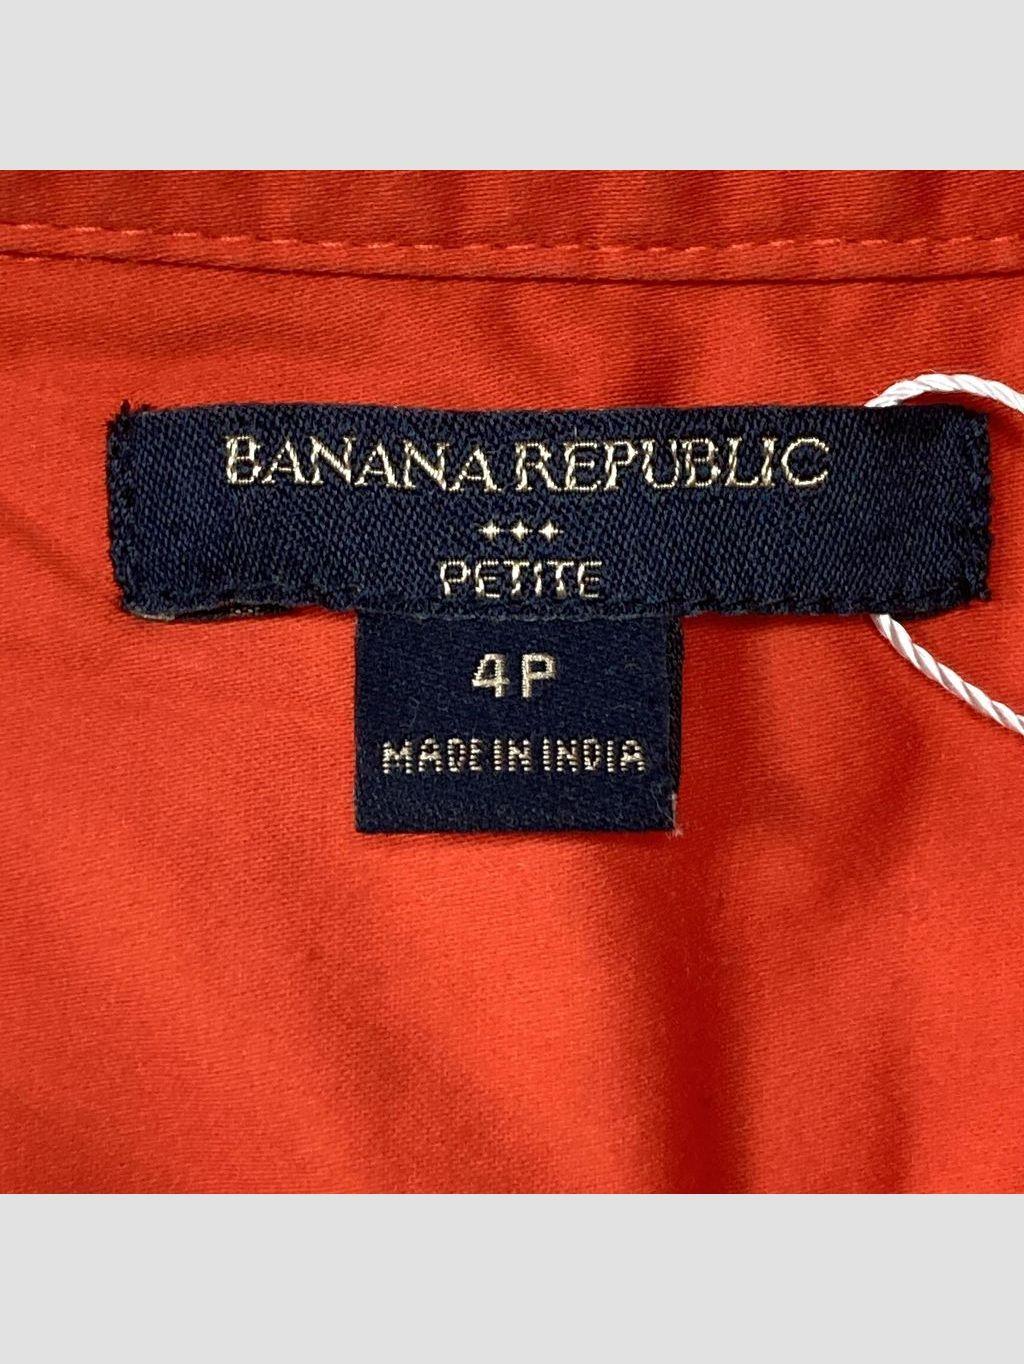 BANANA REPUBLIC
PETITE
4P
MADE IN INDIA